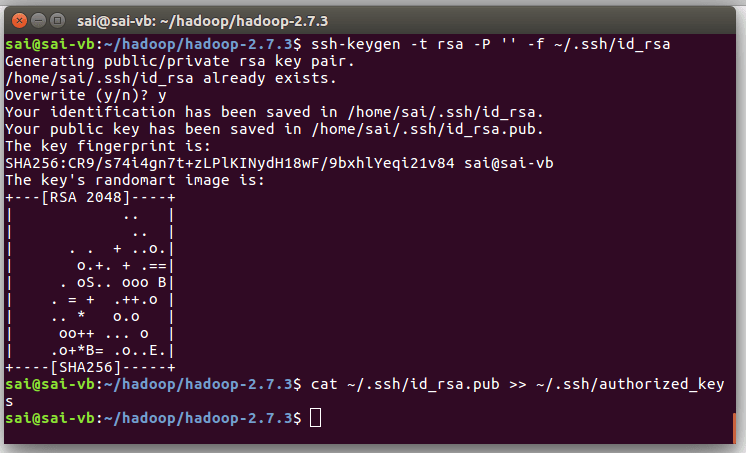 sai@sai-vb: ~/hadoop/hadoop-2.7.3
sai@sai-vb:~/hadoop/hadoop-2.7.3$ ssh-keygen -t rsa -P '' -f ~/.ssh/id_rsa
Generating public/private rsa key pair.
/home/sai/.ssh/id_rsa already exists.
Overwrite (y/n)? y
Your identification has been saved in /home/sai/.ssh/id_rsa.
Your public key has been saved in /home/sai/.ssh/id_rsa.pub.
The key fingerprint is:
SHA256:CR9/s74i4gn7t+zLPlKINydH18wF/9bxhlYeqi21v84 sai@sai-vb
The key's randomart image is:
+---[RSA 2048]----+
|            ..   |
|             ..  |
|      . .  + ..o.|
|       o.+. + .==|
|     . oS.. ooo B|
|    . = +  .++.o |
|    .. *   o.o   |
|     oo++ ... o  |
|    .o+*B= .o..E.|
+----[SHA256]-----+
sai@sai-vb:~/hadoop/hadoop-2.7.3$ cat ~/.ssh/id_rsa.pub >> ~/.ssh/authorized_key
s
sai@sai-vb:~/hadoop/hadoop-2.7.3$